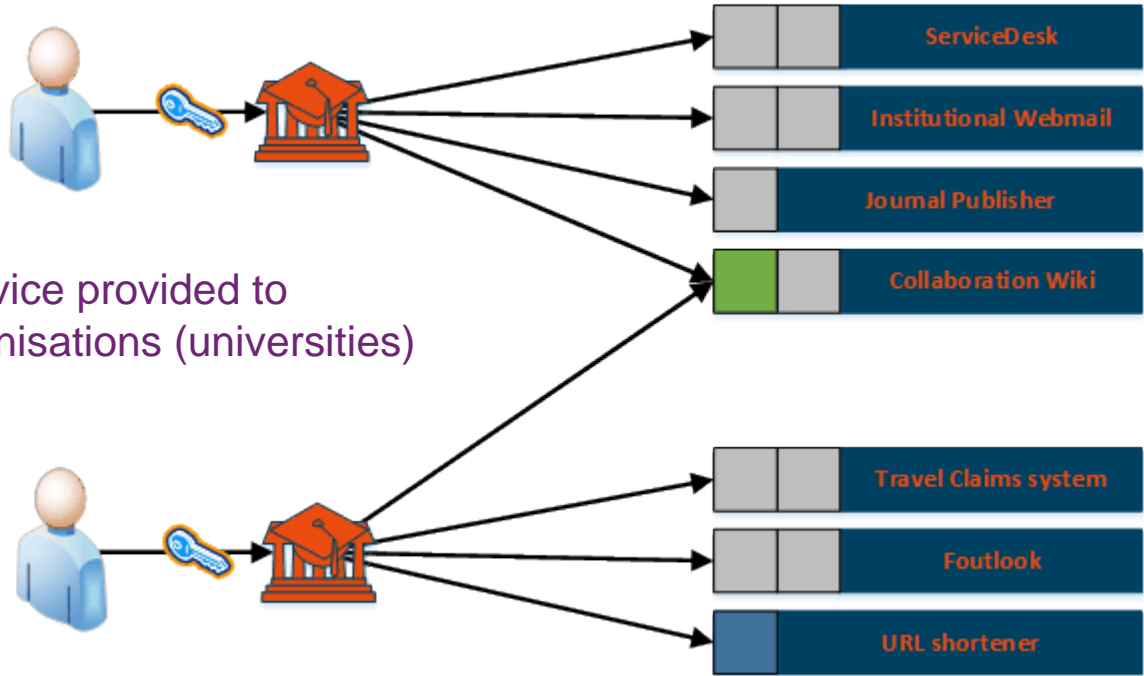 ServiceDesk
Institutional Webmail
Journal Publisher
Collaboration Wiki
vice provided to
nisations (universities)
Travel Claims system
Foutlook
URL shortener